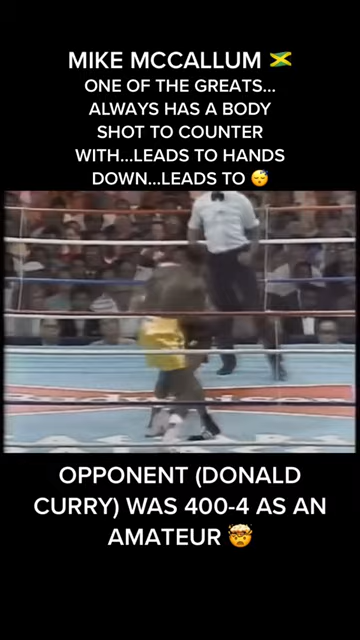 MIKE MCCALLUM 🇯🇲
ONE OF THE GREATS...
ALWAYS HAS A BODY
SHOT TO COUNTER
WITH...LEADS TO HANDS
DOWN...LEADS TO 😴
OPPONENT (DONALD
CURRY) WAS 400-4 AS AN
AMATEUR 🤯